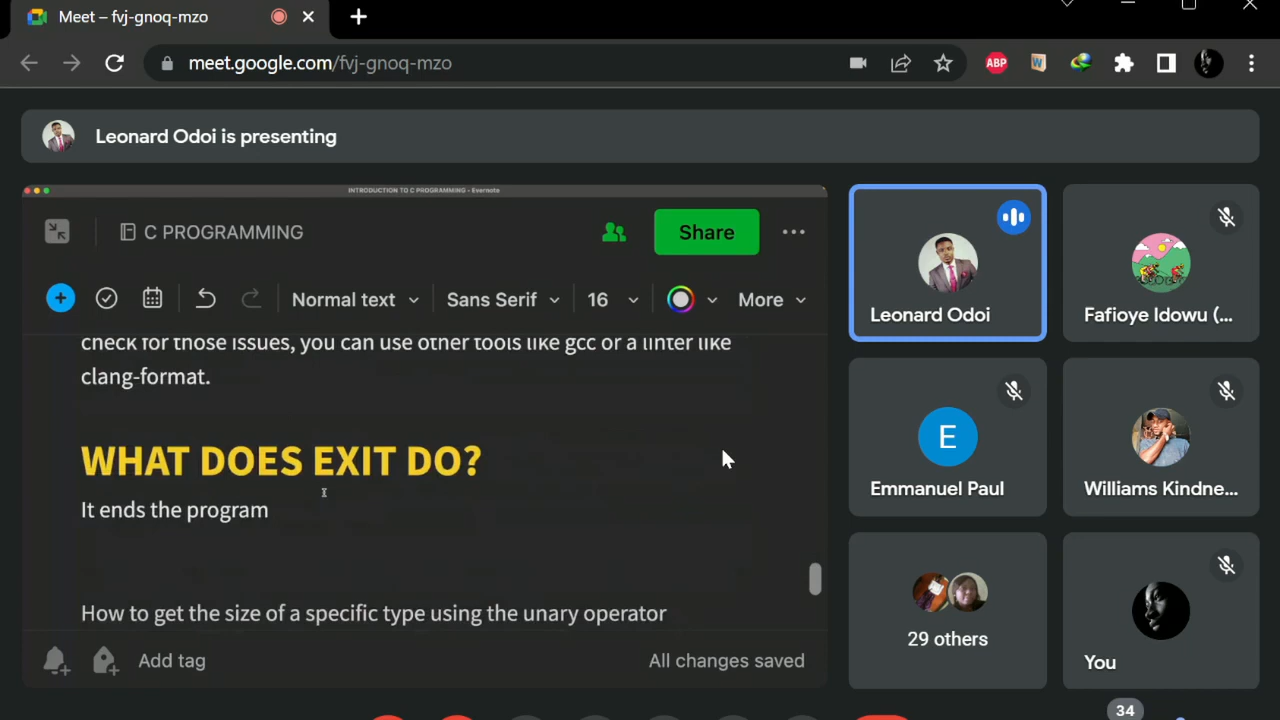 Meet – fvj-gnoq-mzo
meet.google.com/fvj-gnoq-mzo
ABP
Leonard Odoi is presenting
INTRODUCTION TO C PROGRAMMING - Evernote
C PROGRAMMING
Share
Normal text
Sans Serif
16
More
check for those issues, you can use other tools like gcc or a linter like
clang-format.
WHAT DOES EXIT DO?
It ends the program
How to get the size of a specific type using the unary operator
Add tag
All changes saved
Leonard Odoi
Fafioye Idowu (...
E
Emmanuel Paul
Williams Kindne...
29 others
You
34